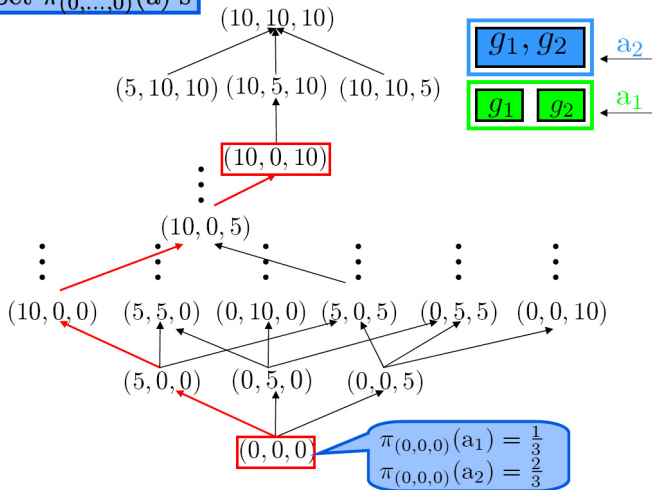 π(0,...,0)(a) s
(10, 10, 10)
g₁, g₂
a₂
(5, 10, 10) (10, 5, 10) (10, 10, 5)
g₁ g₂
a₁
(10, 0, 10)
(10, 0, 5)
(10, 0, 0) (5, 5, 0) (0, 10, 0) (5, 0, 5) (0, 5, 5) (0, 0, 10)
(5, 0, 0) (0, 5, 0) (0, 0, 5)
(0, 0, 0)
π(0,0,0)(a₁) = 1/3
π(0,0,0)(a₂) = 2/3